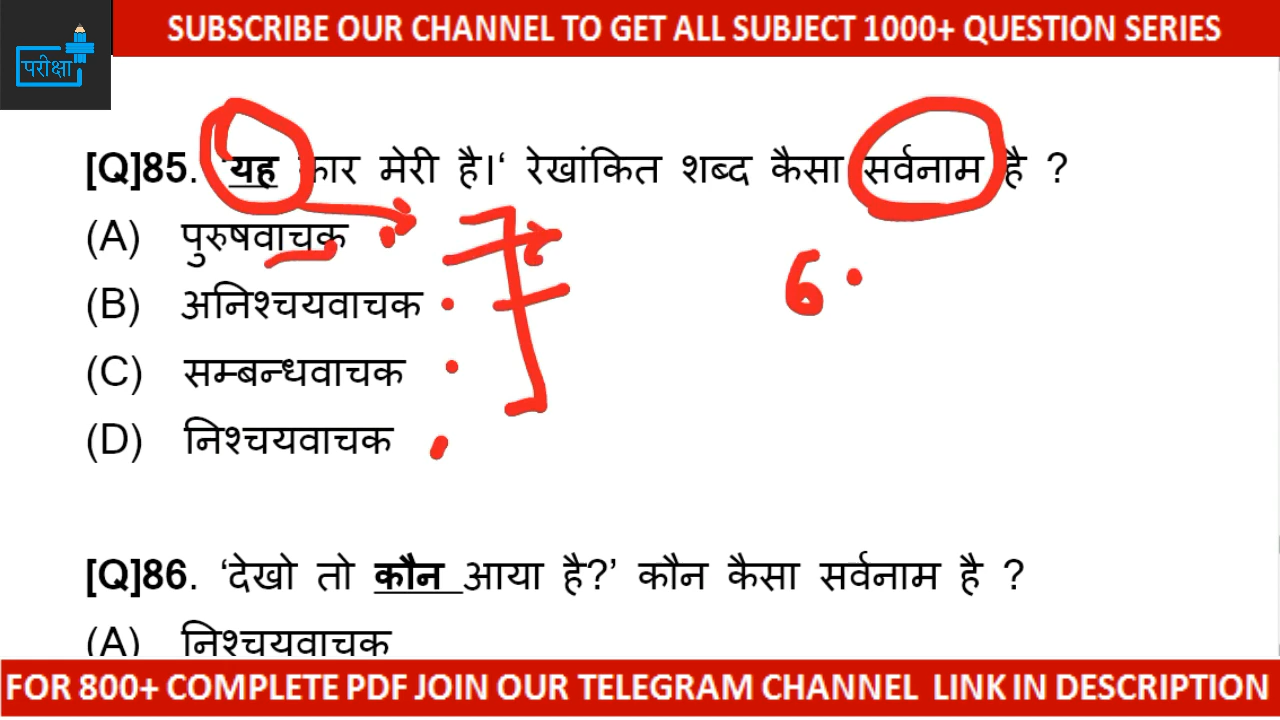 SUBSCRIBE OUR CHANNEL TO GET ALL SUBJECT 1000+ QUESTION SERIES
परीक्षा
[Q]85. ‘यह कार मेरी है।‘ रेखांकित शब्द कैसा सर्वनाम है ?
(A) पुरुषवाचक
6
(B) अनिश्चयवाचक
(C) सम्बन्धवाचक
(D) निश्चयवाचक
[Q]86. ‘देखो तो कौन आया है?’ कौन कैसा सर्वनाम है ?
(A) निश्चयवाचक
FOR 800+ COMPLETE PDF JOIN OUR TELEGRAM CHANNEL LINK IN DESCRIPTION